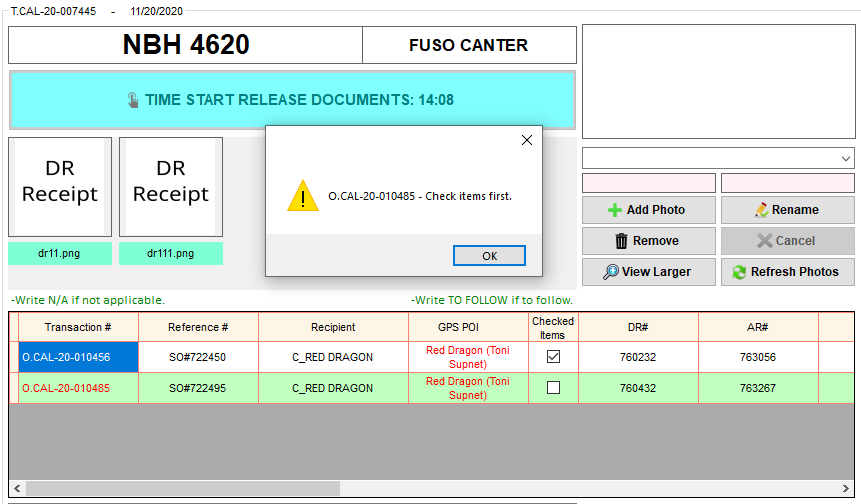 T.CAL-20-007445 - 11/20/2020
NBH 4620
FUSO CANTER
TIME START RELEASE DOCUMENTS: 14:08
DR
Receipt
DR
Receipt
dr11.png
dr111.png
O.CAL-20-010485 - Check items first.
OK
Add Photo
Rename
Remove
Cancel
View Larger
Refresh Photos
-Write N/A if not applicable.
-Write TO FOLLOW if to follow.
Transaction #
Reference #
Recipient
GPS POI
Checked
Items
DR#
AR#
O.CAL-20-010456
SO#722450
C_RED DRAGON
Red Dragon (Toni
Supnet)
760232
763056
O.CAL-20-010485
SO#722495
C_RED DRAGON
Red Dragon (Toni
Supnet)
760432
763267